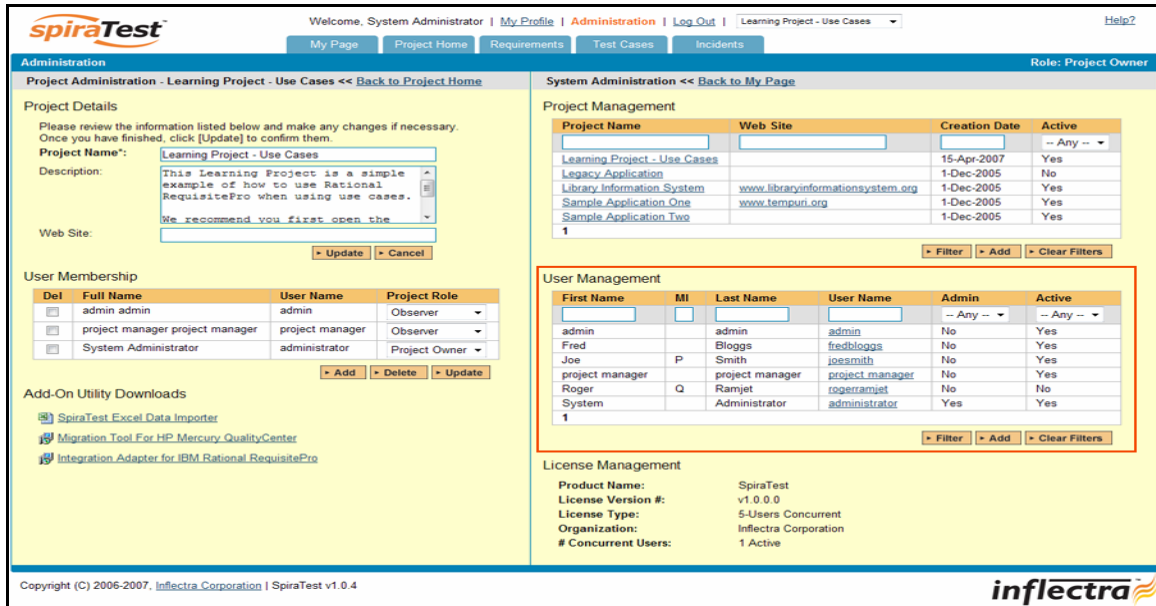 spiraTest
Welcome, System Administrator | My Profile | Administration | Log Out | Learning Project - Use Cases
Help?
My Page Project Home Requirements Test Cases Incidents
Administration
Role: Project Owner
Project Administration - Learning Project - Use Cases << Back to Project Home
Project Details
Please review the information listed below and make any changes if necessary.
Once you have finished, click [Update] to confirm them.
Project Name*: Learning Project - Use Cases
Description: This Learning Project is a simple
example of how to use Rational
RequisitePro when using use cases.
We recommend you first open the
Web Site:
Update Cancel
User Membership
Del Full Name User Name Project Role
admin admin admin Observer
project manager project manager project manager Observer
System Administrator administrator Project Owner
Add Delete Update
Add-On Utility Downloads
SpiraTest Excel Data Importer
Migration Tool For HP Mercury QualityCenter
Integration Adapter for IBM Rational RequisitePro
System Administration << Back to My Page
Project Management
Project Name Web Site Creation Date Active
-- Any --
Learning Project - Use Cases 15-Apr-2007 Yes
Legacy Application 1-Dec-2005 No
Library Information System www.libraryinformationsystem.org 1-Dec-2005 Yes
Sample Application One www.tempuri.org 1-Dec-2005 Yes
Sample Application Two 1-Dec-2005 Yes
1
Filter Add Clear Filters
User Management
First Name MI Last Name User Name Admin Active
-- Any -- -- Any --
admin admin admin No Yes
Fred Bloggs fredbloggs No Yes
Joe P Smith joesmith No Yes
project manager project manager project manager No Yes
Roger Q Ramjet rogerramjet No No
System Administrator administrator Yes Yes
1
Filter Add Clear Filters
License Management
Product Name: SpiraTest
License Version #: v1.0.0.0
License Type: 5-Users Concurrent
Organization: Inflectra Corporation
# Concurrent Users: 1 Active
Copyright (C) 2006-2007, Inflectra Corporation | SpiraTest v1.0.4
inflectra